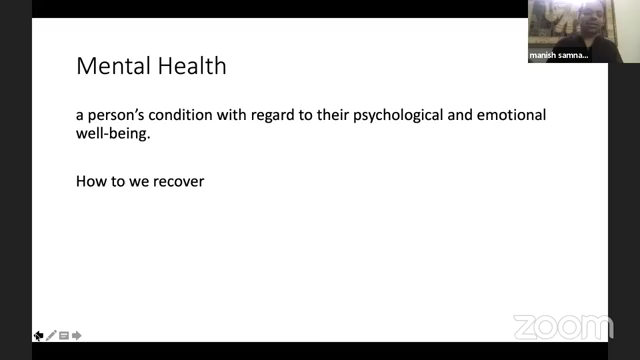 manish samna...
Mental Health
a person's condition with regard to their psychological and emotional
well-being.
How to we recover
zoom